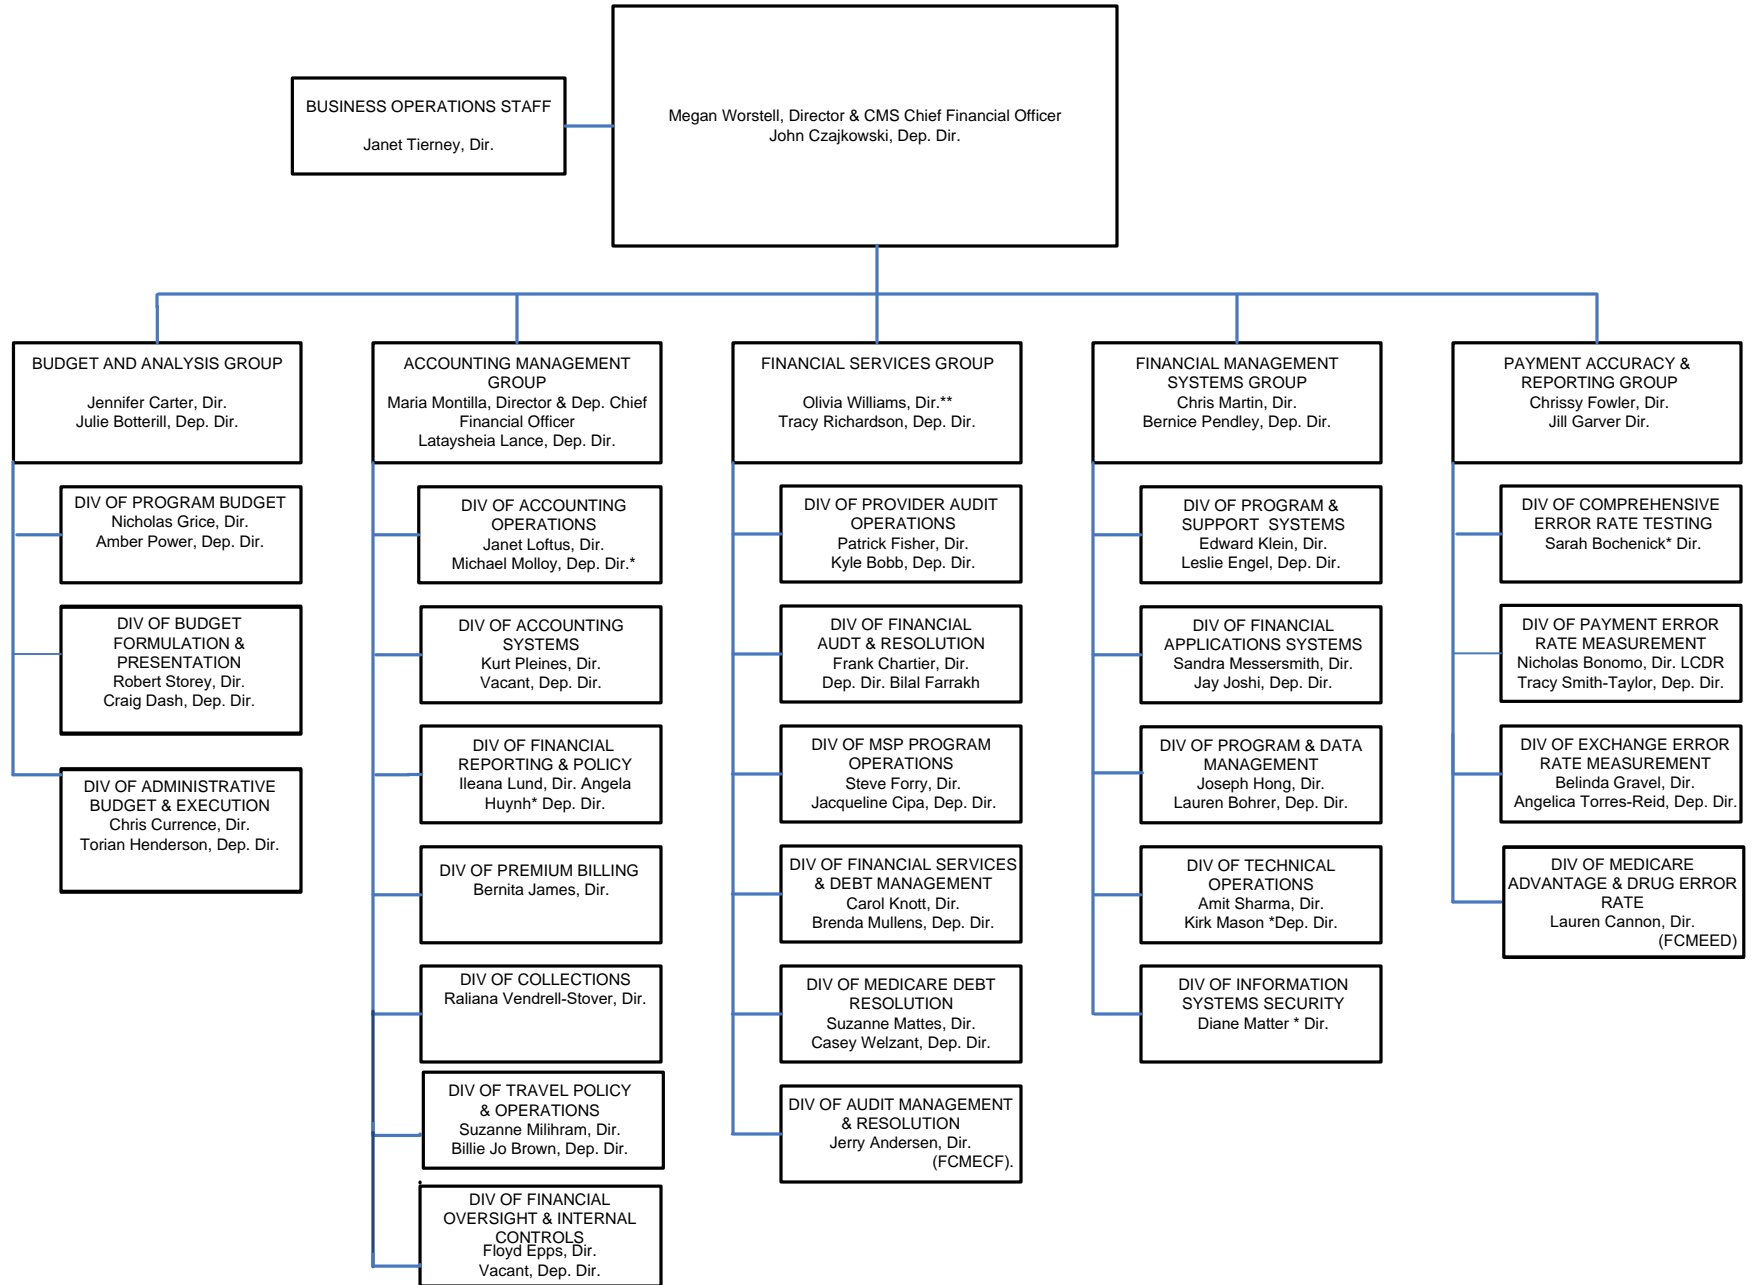 BUSINESS OPERATIONS STAFF
Janet Tierney, Dir.
Megan Worstell, Director & CMS Chief Financial Officer
John Czajkowski, Dep. Dir.
BUDGET AND ANALYSIS GROUP
Jennifer Carter, Dir.
Julie Botterill, Dep. Dir.
DIV OF PROGRAM BUDGET
Nicholas Grice, Dir.
Amber Power, Dep. Dir.
DIV OF BUDGET
FORMULATION &
PRESENTATION
Robert Storey, Dir.
Craig Dash, Dep. Dir.
DIV OF ADMINISTRATIVE
BUDGET & EXECUTION
Chris Currence, Dir.
Torian Henderson, Dep. Dir.
ACCOUNTING MANAGEMENT
GROUP
Maria Montilla, Director & Dep. Chief
Financial Officer
Lataysheia Lance, Dep. Dir.
DIV OF ACCOUNTING
OPERATIONS
Janet Loftus, Dir.
Michael Molloy, Dep. Dir.*
DIV OF ACCOUNTING
SYSTEMS
Kurt Pleines, Dir.
Vacant, Dep. Dir.
DIV OF FINANCIAL
REPORTING & POLICY
Ileana Lund, Dir. Angela
Huynh* Dep. Dir.
DIV OF PREMIUM BILLING
Bernita James, Dir.
DIV OF COLLECTIONS
Raliana Vendrell-Stover, Dir.
DIV OF TRAVEL POLICY
& OPERATIONS
Suzanne Milihram, Dir.
Billie Jo Brown, Dep. Dir.
DIV OF FINANCIAL
OVERSIGHT & INTERNAL
CONTROLS
Floyd Epps, Dir.
Vacant, Dep. Dir.
FINANCIAL SERVICES GROUP
Olivia Williams, Dir.**
Tracy Richardson, Dep. Dir.
DIV OF PROVIDER AUDIT
OPERATIONS
Patrick Fisher, Dir.
Kyle Bobb, Dep. Dir.
DIV OF FINANCIAL
AUDT & RESOLUTION
Frank Chartier, Dir.
Dep. Dir. Bilal Farrakh
DIV OF MSP PROGRAM
OPERATIONS
Steve Forry, Dir.
Jacqueline Cipa, Dep. Dir.
DIV OF FINANCIAL SERVICES
& DEBT MANAGEMENT
Carol Knott, Dir.
Brenda Mullens, Dep. Dir.
DIV OF MEDICARE DEBT
RESOLUTION
Suzanne Mattes, Dir.
Casey Welzant, Dep. Dir.
DIV OF AUDIT MANAGEMENT
& RESOLUTION
Jerry Andersen, Dir.
(FCMECF).
FINANCIAL MANAGEMENT
SYSTEMS GROUP
Chris Martin, Dir.
Bernice Pendley, Dep. Dir.
DIV OF PROGRAM &
SUPPORT SYSTEMS
Edward Klein, Dir.
Leslie Engel, Dep. Dir.
DIV OF FINANCIAL
APPLICATIONS SYSTEMS
Sandra Messersmith, Dir.
Jay Joshi, Dep. Dir.
DIV OF PROGRAM & DATA
MANAGEMENT
Joseph Hong, Dir.
Lauren Bohrer, Dep. Dir.
DIV OF TECHNICAL
OPERATIONS
Amit Sharma, Dir.
Kirk Mason *Dep. Dir.
DIV OF INFORMATION
SYSTEMS SECURITY
Diane Matter * Dir.
PAYMENT ACCURACY &
REPORTING GROUP
Chrissy Fowler, Dir.
Jill Garver Dir.
DIV OF COMPREHENSIVE
ERROR RATE TESTING
Sarah Bochenick* Dir.
DIV OF PAYMENT ERROR
RATE MEASUREMENT
Nicholas Bonomo, Dir. LCDR
Tracy Smith-Taylor, Dep. Dir.
DIV OF EXCHANGE ERROR
RATE MEASUREMENT
Belinda Gravel, Dir.
Angelica Torres-Reid, Dep. Dir.
DIV OF MEDICARE
ADVANTAGE & DRUG ERROR
RATE
Lauren Cannon, Dir.
(FCMEED)